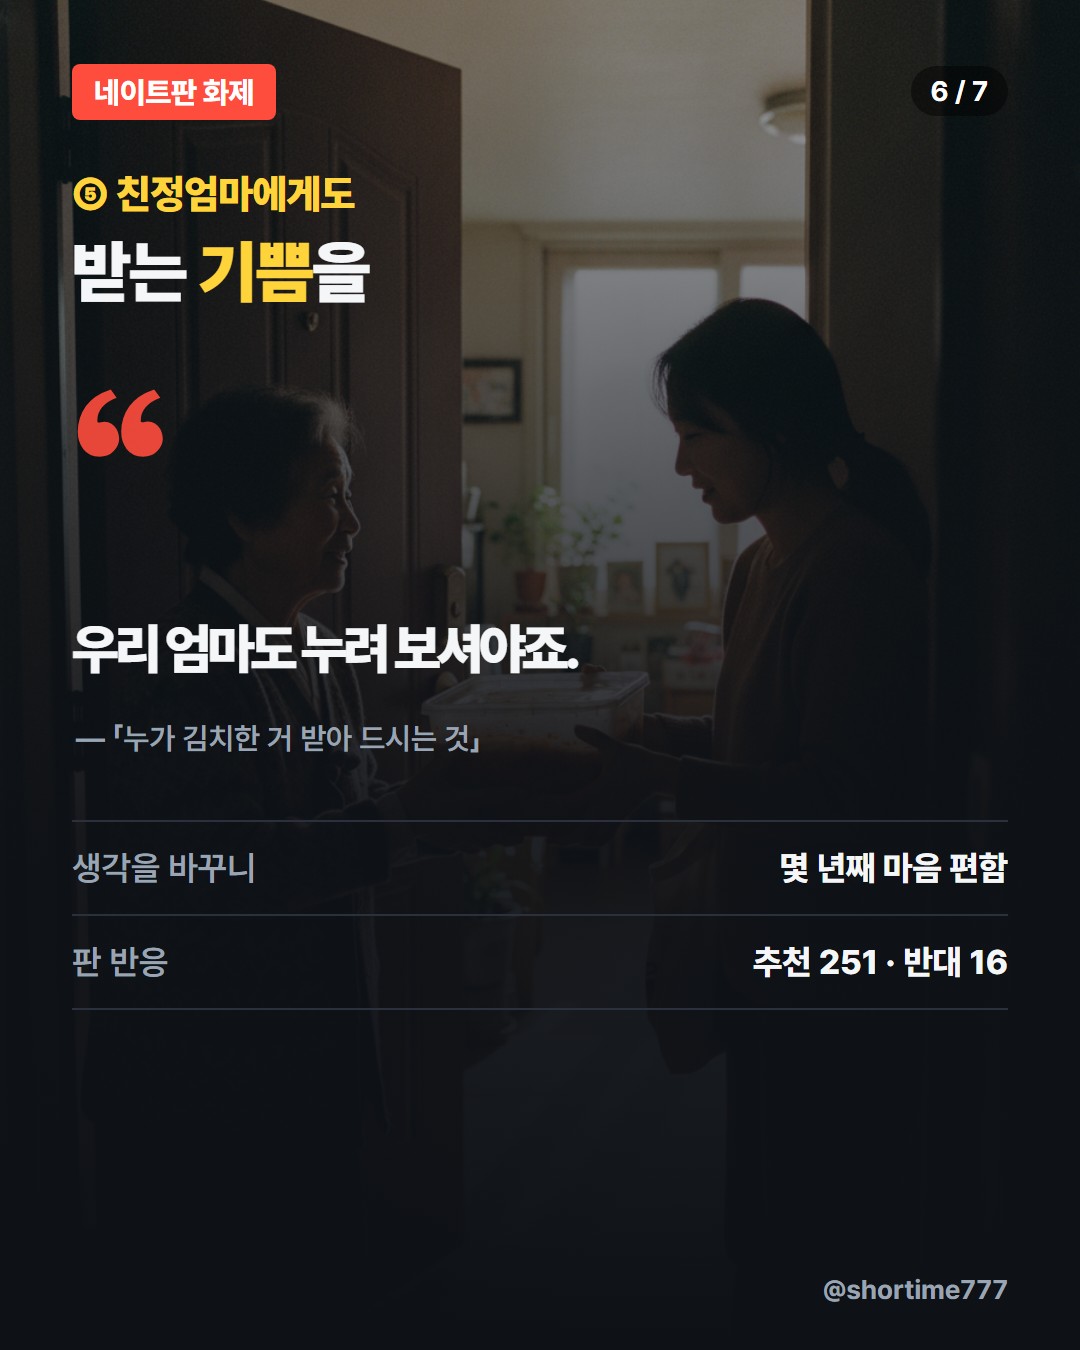 네이트판 화제
6 / 7
⑤ 친정엄마에게도
받는 기쁨을
“
우리 엄마도 누려 보셔야죠.
— 「누가 김치한 거 받아 드시는 것」
생각을 바꾸니
몇 년째 마음 편함
판 반응
추천 251 · 반대 16
@shortime777